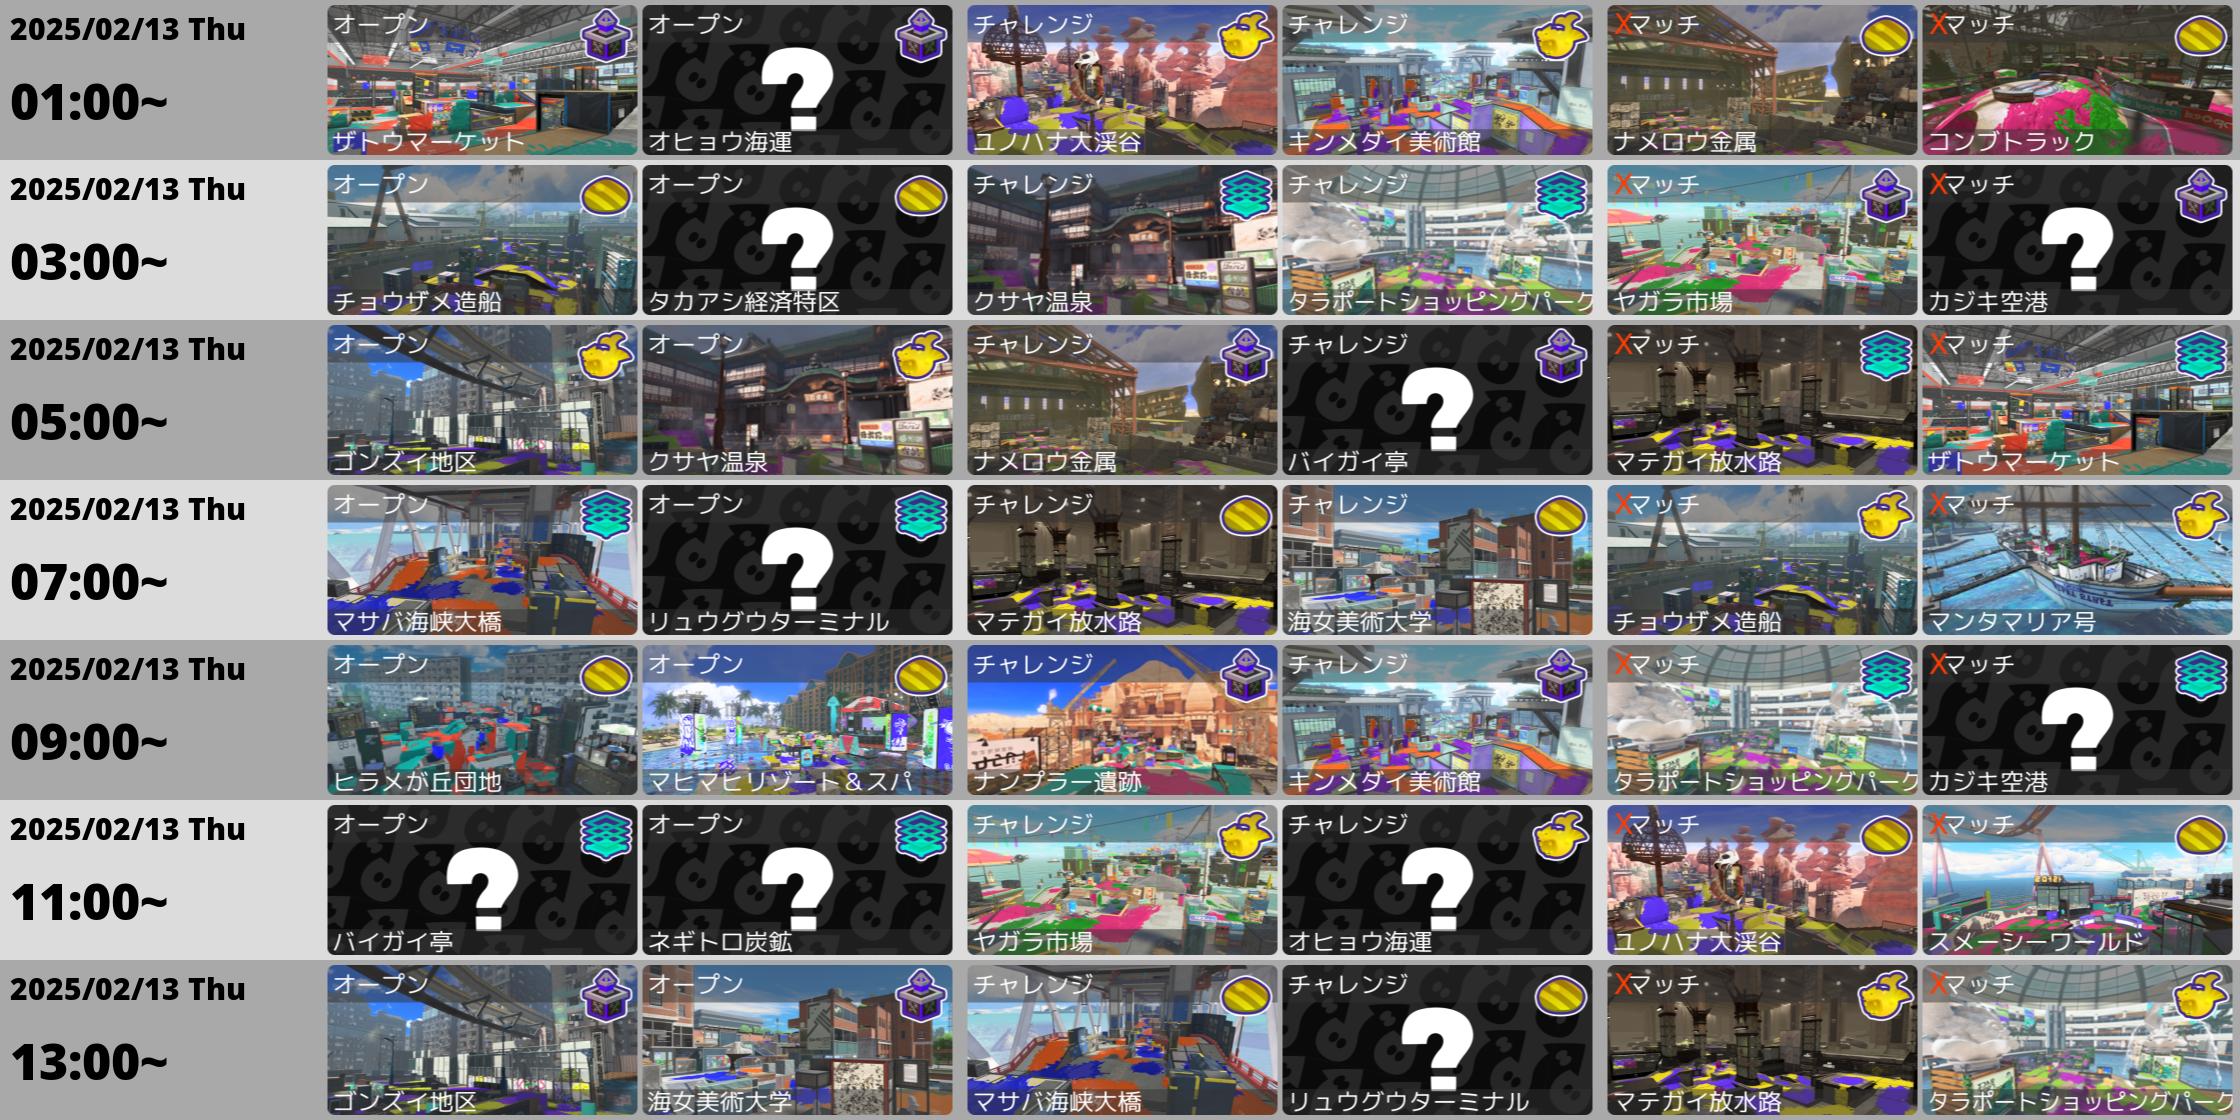 2025/02/13 Thu
01:00~
オープン
ザトウマーケット
オープン
オヒョウ海運
チャレンジ
ユノハナ大渓谷
チャレンジ
キンメダイ美術館
Xマッチ
ナメロウ金属
Xマッチ
コンブトラック
2025/02/13 Thu
03:00~
オープン
チョウザメ造船
オープン
タカアシ経済特区
チャレンジ
クサヤ温泉
チャレンジ
タラポートショッピングパーク
Xマッチ
ヤガラ市場
Xマッチ
カジキ空港
2025/02/13 Thu
05:00~
オープン
ゴンズイ地区
オープン
クサヤ温泉
チャレンジ
ナメロウ金属
チャレンジ
バイガイ亭
Xマッチ
マテガイ放水路
Xマッチ
ザトウマーケット
2025/02/13 Thu
07:00~
オープン
マサバ海峡大橋
オープン
リュウグウターミナル
チャレンジ
マテガイ放水路
チャレンジ
海女美術大学
Xマッチ
チョウザメ造船
Xマッチ
マンタマリア号
2025/02/13 Thu
09:00~
オープン
ヒラメが丘団地
オープン
マヒマヒリゾート＆スパ
チャレンジ
ナンプラー遺跡
チャレンジ
キンメダイ美術館
Xマッチ
タラポートショッピングパーク
Xマッチ
カジキ空港
2025/02/13 Thu
11:00~
オープン
バイガイ亭
オープン
ネギトロ炭鉱
チャレンジ
ヤガラ市場
チャレンジ
オヒョウ海運
Xマッチ
ユノハナ大渓谷
Xマッチ
スメーシーワールド
2025/02/13 Thu
13:00~
オープン
ゴンズイ地区
オープン
海女美術大学
チャレンジ
マサバ海峡大橋
チャレンジ
リュウグウターミナル
Xマッチ
マテガイ放水路
Xマッチ
タラポートショッピングパーク